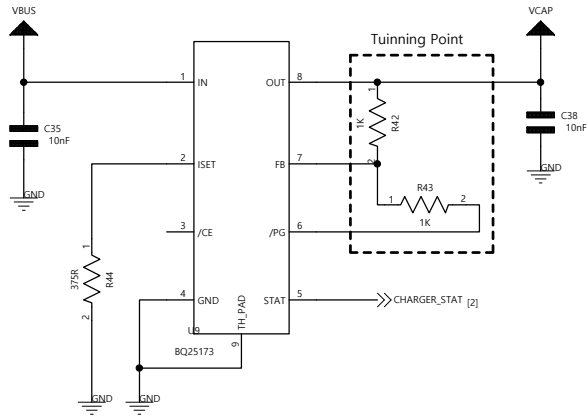 VBUS
VCAP
Tuinning Point
1
IN
OUT
8
1
1K
R42
2
C35
10nF
C38
10nF
2
ISET
FB
7
GND
GND
R43
1
2
1K
3
/CE
/PG
6
1
375R
R44
2
4
GND
STAT
5
CHARGER_STAT [2]
TH_PAD
U9
9
BQ25173
GND
GND